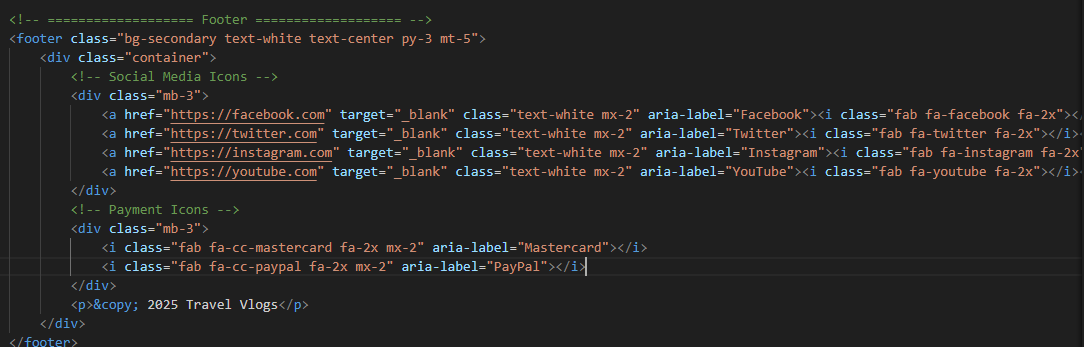 <!-- =================== Footer =================== -->
<footer class="bg-secondary text-white text-center py-3 mt-5">
<div class="container">
<!-- Social Media Icons -->
<div class="mb-3">
<a href="https://facebook.com" target="_blank" class="text-white mx-2" aria-label="Facebook"><i class="fab fa-facebook fa-2x"></i>
<a href="https://twitter.com" target="_blank" class="text-white mx-2" aria-label="Twitter"><i class="fab fa-twitter fa-2x"></i>
<a href="https://instagram.com" target="_blank" class="text-white mx-2" aria-label="Instagram"><i class="fab fa-instagram fa-2x"
<a href="https://youtube.com" target="_blank" class="text-white mx-2" aria-label="YouTube"><i class="fab fa-youtube fa-2x"></i>
</div>
<!-- Payment Icons -->
<div class="mb-3">
<i class="fab fa-cc-mastercard fa-2x mx-2" aria-label="Mastercard"></i>
<i class="fab fa-cc-paypal fa-2x mx-2" aria-label="PayPal"></i>
</div>
<p>&copy; 2025 Travel Vlogs</p>
</div>
</footer>